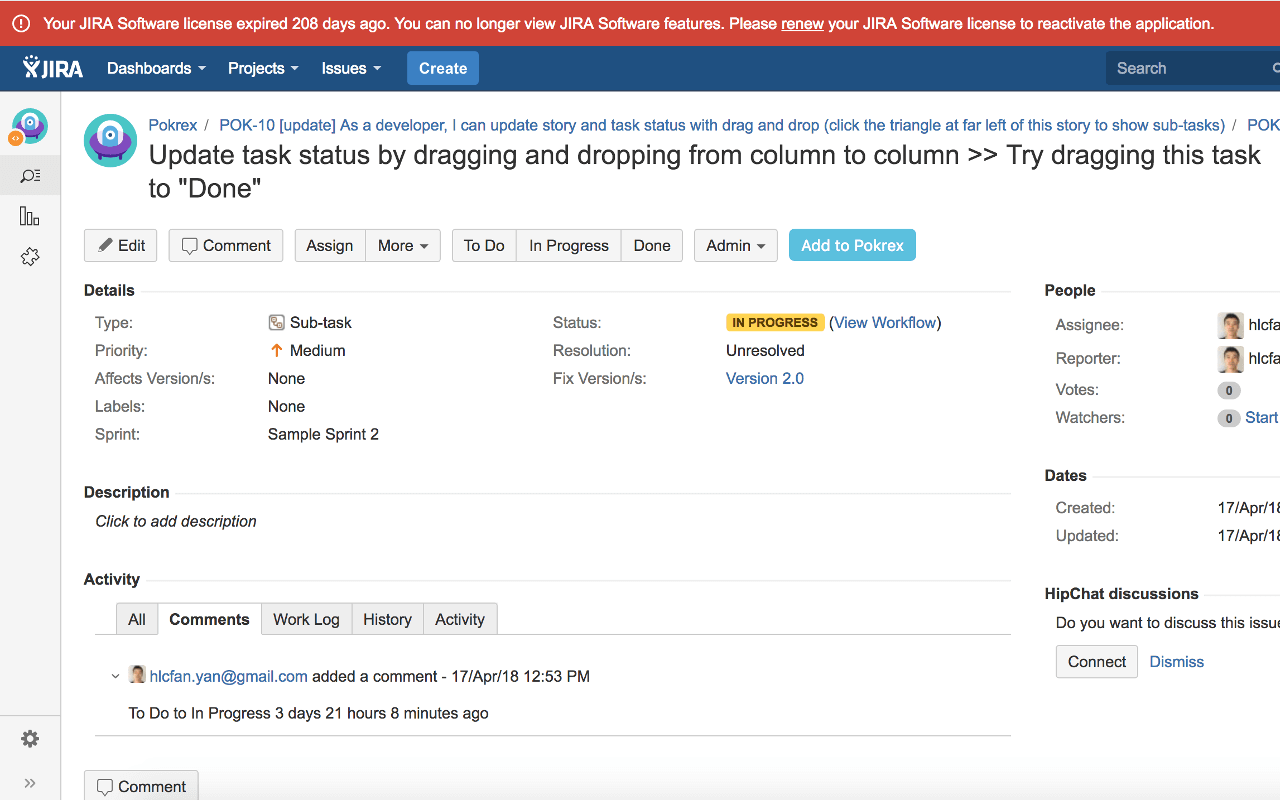 Your JIRA Software license expired 208 days ago. You can no longer view JIRA Software features. Please renew your JIRA Software license to reactivate the application.
JIRA Dashboards Projects Issues Create Search
Pokrex / POK-10 [update] As a developer, I can update story and task status with drag and drop (click the triangle at far left of this story to show sub-tasks) / POK
Update task status by dragging and dropping from column to column >> Try dragging this task
to "Done"
Edit Comment Assign More To Do In Progress Done Admin Add to Pokrex
Details
Type: Sub-task Status: IN PROGRESS (View Workflow)
Priority: Medium Resolution: Unresolved
Affects Version/s: None Fix Version/s: Version 2.0
Labels: None
Sprint: Sample Sprint 2
People
Assignee: hlcfa
Reporter: hlcfa
Votes: 0
Watchers: 0 Start
Description
Click to add description
Dates
Created: 17/Apr/18
Updated: 17/Apr/18
Activity
All Comments Work Log History Activity
hlcfan.yan@gmail.com added a comment - 17/Apr/18 12:53 PM
To Do to In Progress 3 days 21 hours 8 minutes ago
HipChat discussions
Do you want to discuss this issue
Connect Dismiss
Comment